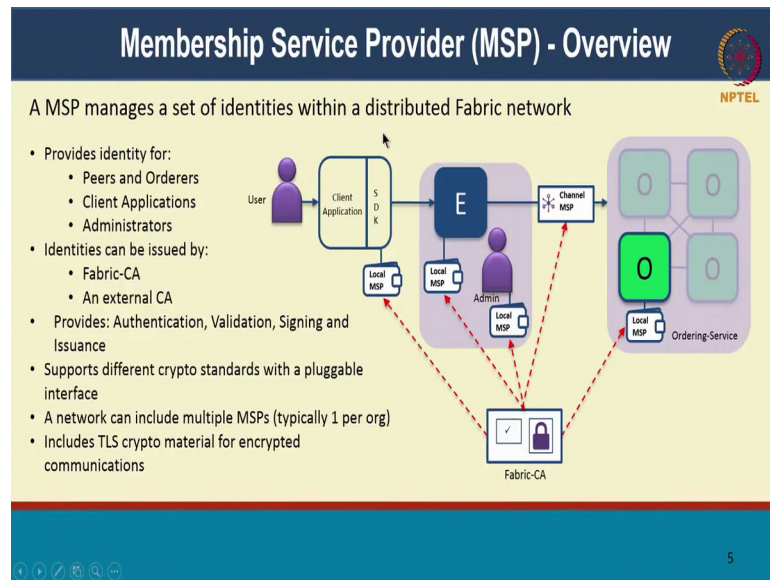 Membership Service Provider (MSP) - Overview
NPTEL
A MSP manages a set of identities within a distributed Fabric network
• Provides identity for:
• Peers and Orderers
• Client Applications
• Administrators
• Identities can be issued by:
• Fabric-CA
• An external CA
• Provides: Authentication, Validation, Signing and
Issuance
• Supports different crypto standards with a pluggable
interface
• A network can include multiple MSPs (typically 1 per org)
• Includes TLS crypto material for encrypted
communications
User
Client
Application
S
D
K
Local
MSP
E
Local
MSP
Admin
Local
MSP
Channel
MSP
O
O
O
O
Local
MSP
Ordering-Service
Fabric-CA
5